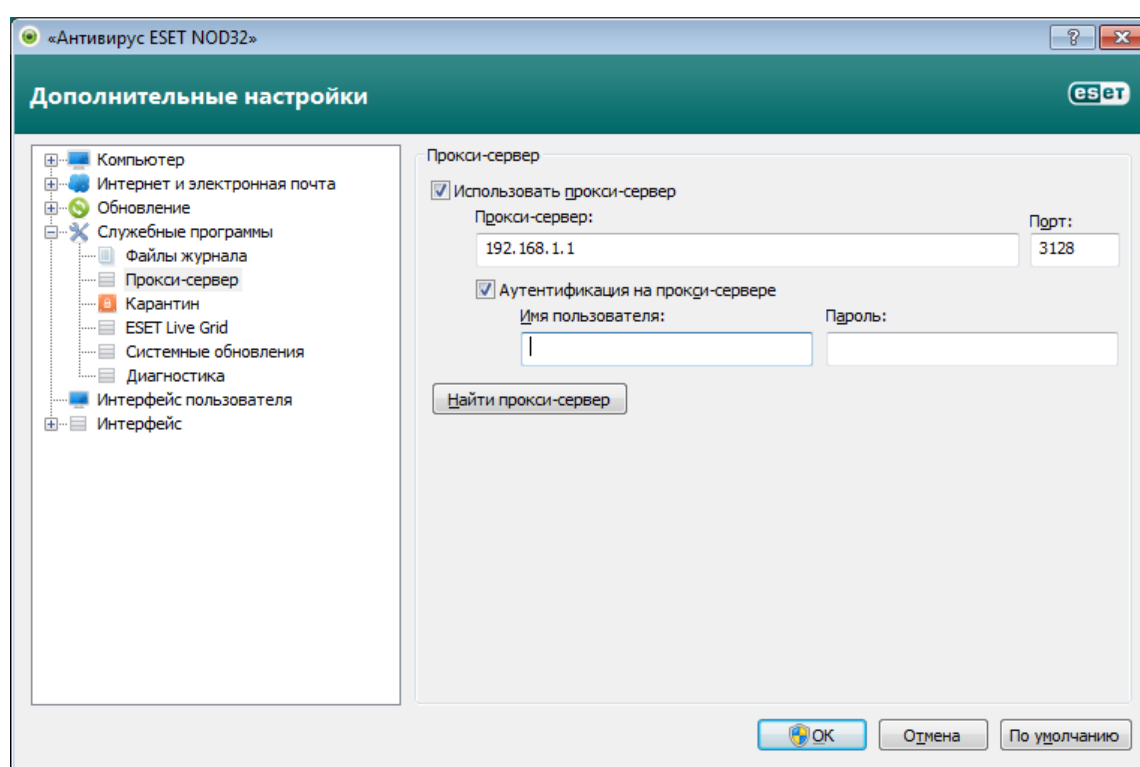 «Антивирус ESET NOD32»
Дополнительные настройки
eset
Компьютер
Интернет и электронная почта
Обновление
Служебные программы
Файлы журнала
Прокси-сервер
Карантин
ESET Live Grid
Системные обновления
Диагностика
Интерфейс пользователя
Интерфейс
Прокси-сервер
Использовать прокси-сервер
Прокси-сервер:
Порт:
192.168.1.1
3128
Аутентификация на прокси-сервере
Имя пользователя:
Пароль:
Найти прокси-сервер
ОК
Отмена
По умолчанию